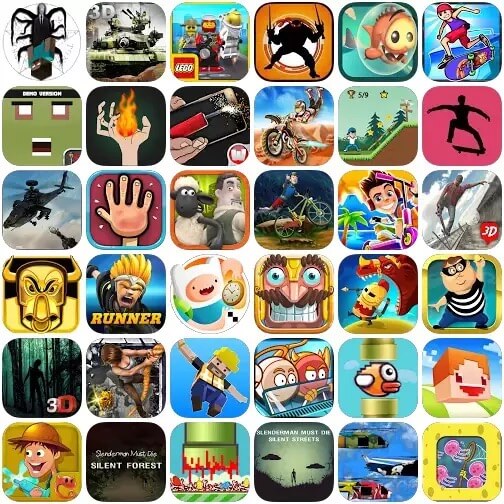 3D
LEGO
DEMO VERSION
5/9
3D
RUNNER
3D
Slenderman Must Die
SILENT FOREST
SLENDERMAN MUST DIE
SILENT STREETS